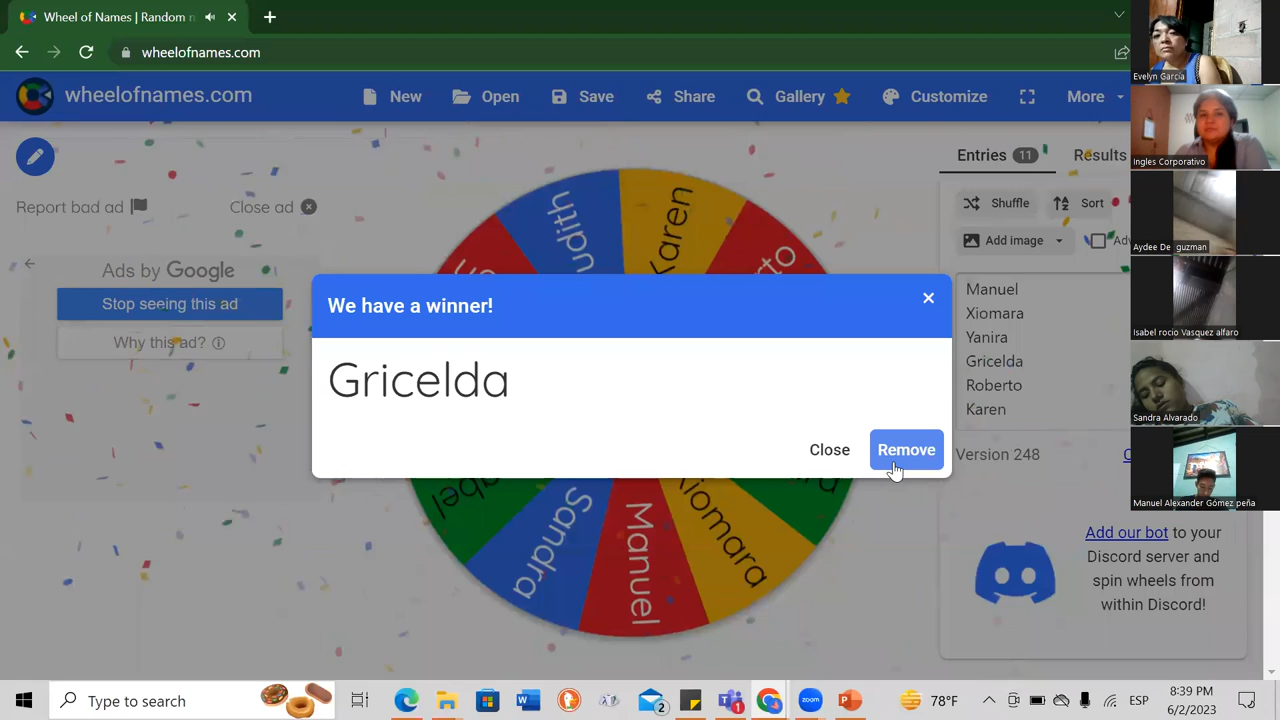 Wheel of Names | Random n
wheelofnames.com
wheelofnames.com
New
Open
Save
Share
Gallery
Customize
More
Report bad ad
Close ad
Ads by Google
Stop seeing this ad
Why this ad?
Judith
Karen
We have a winner!
Gricelda
Close
Remove
Sandra
Manuel
Xiomara
Entries 11
Results
Shuffle
Sort
Add image
Manuel
Xiomara
Yanira
Gricelda
Roberto
Karen
Version 248
Add our bot to your
Discord server and
spin wheels from
within Discord!
Evelyn García
Ingles Corporativo
Aydee De guzman
Isabel rocio Vasquez alfaro
Sandra Alvarado
Manuel Alexander Gómez peña
Type to search
2
1
78°F
ESP
8:39 PM
6/2/2023